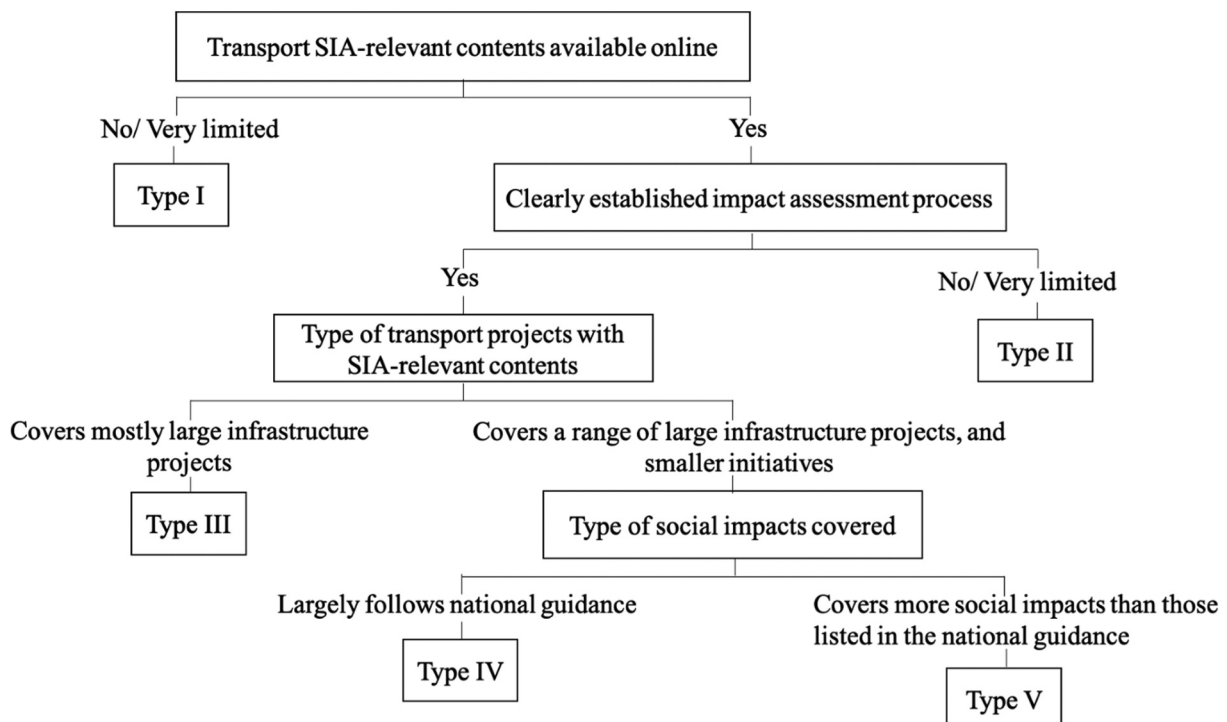 Transport SIA-relevant contents available online
No/ Very limited
Yes
Type I
Clearly established impact assessment process
Yes
No/ Very limited
Type of transport projects with
SIA-relevant contents
Type II
Covers mostly large infrastructure
projects
Covers a range of large infrastructure projects, and
smaller initiatives
Type III
Type of social impacts covered
Largely follows national guidance
Covers more social impacts than those
listed in the national guidance
Type IV
Type V